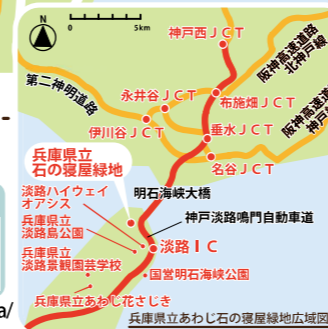 N
0
5km
神戸西JCT
阪神高速道路
北神戸線
第二神明道路
永井谷JCT
布施畑JCT
阪神高速道路
伊川谷JCT
垂水JCT
名谷JCT
兵庫県立
石の寝屋緑地
明石海峡大橋
淡路ハイウェイ
オアシス
神戸淡路鳴門自動車道
兵庫県立
淡路島公園
淡路IC
兵庫県立
淡路景観園芸学校
国営明石海峡公園
兵庫県立あわじ花さじき
a/
兵庫県立あわじ石の寝屋緑地広域図